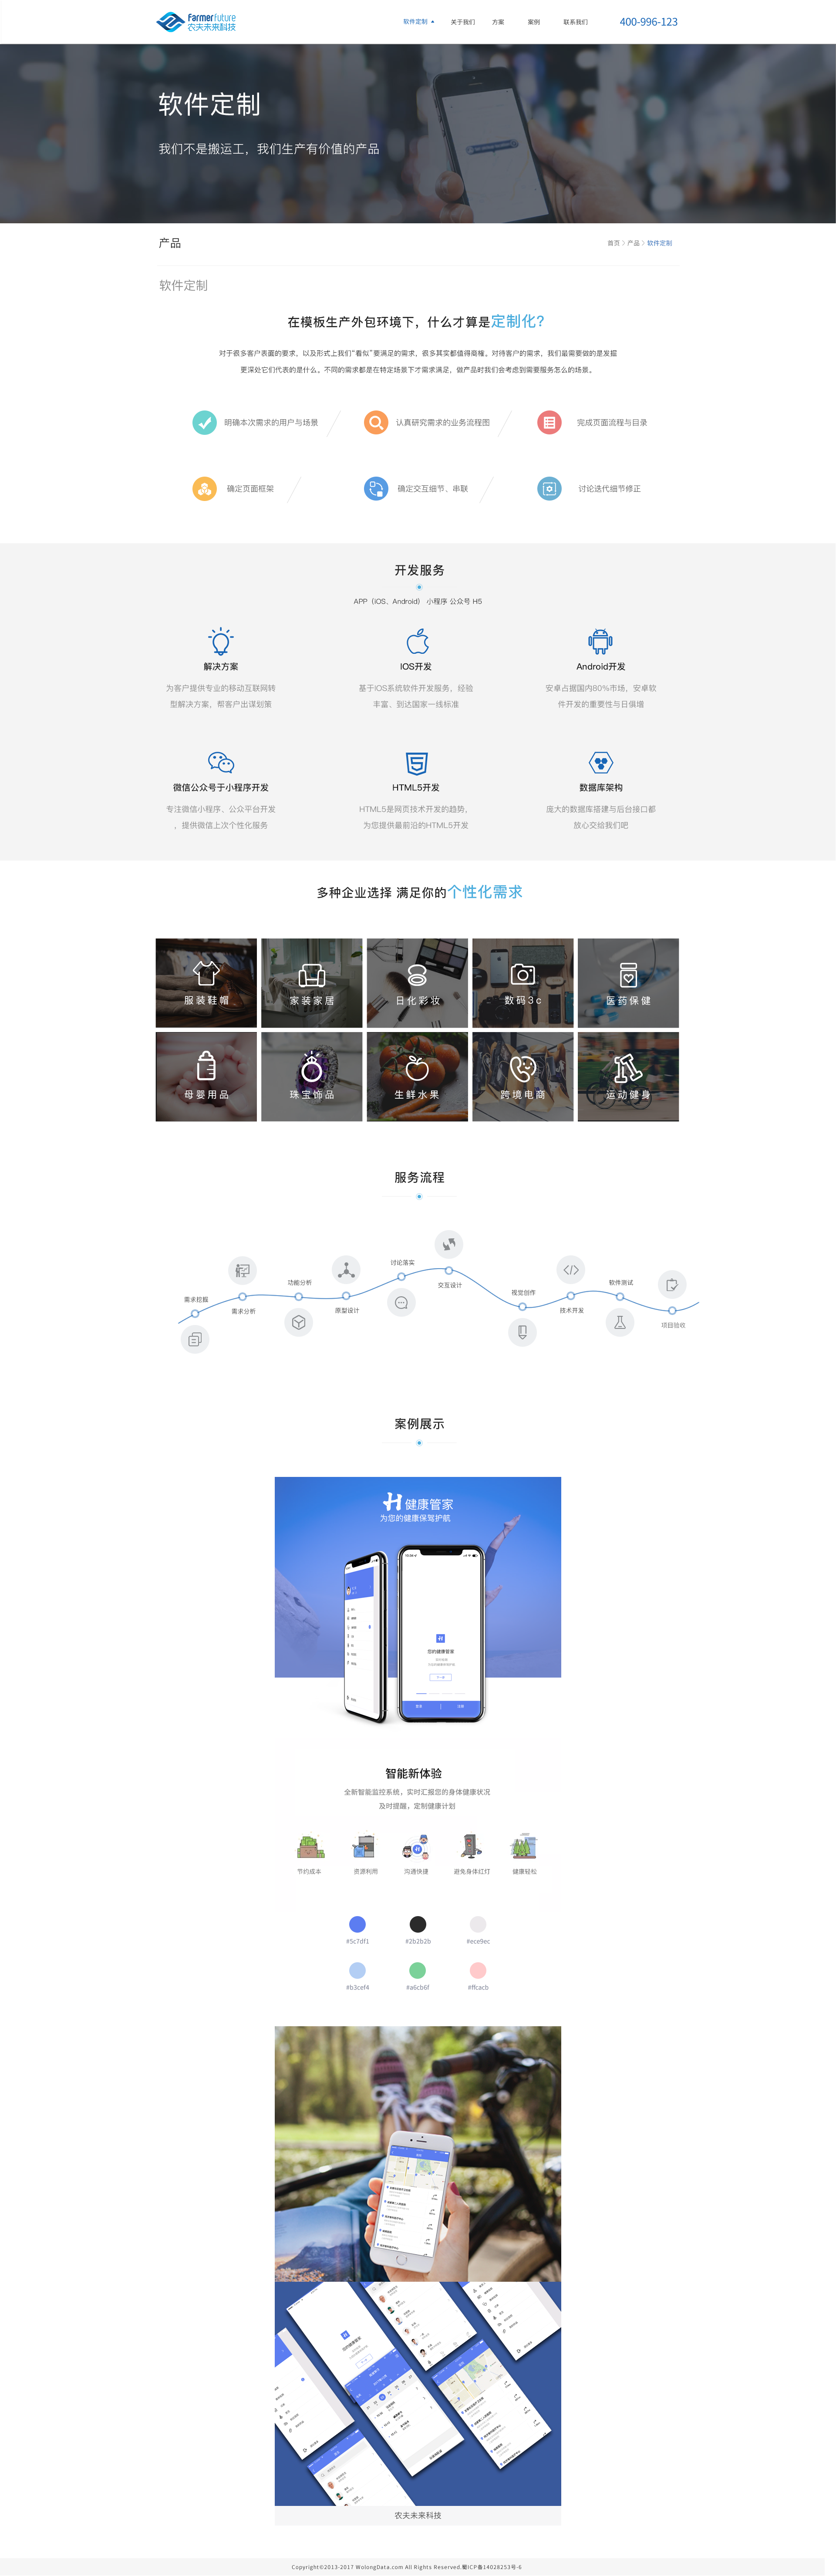 Farmerfuture
农夫未来科技
软件定制 关于我们 方案 案例 联系我们 400-996-123
软件定制
我们不是搬运工，我们生产有价值的产品
产品
首页 > 产品 > 软件定制
软件定制
在模板生产外包环境下，什么才算是定制化?
对于很多客户表面的要求，以及形式上我们“看似”要满足的需求，很多其实都值得商榷。对待客户的需求，我们最需要做的是发掘
更深处它们代表的是什么。不同的需求都是在特定场景下才需求满足，做产品时我们会考虑到需要服务怎么的场景。
明确本次需求的用户与场景
认真研究需求的业务流程图
完成页面流程与目录
确定页面框架
确定交互细节、串联
讨论迭代细节修正
开发服务
APP（iOS、Android） 小程序 公众号 H5
解决方案
为客户提供专业的移动互联网转
型解决方案，帮客户出谋划策
IOS开发
基于IOS系统软件开发服务，经验
丰富，到达国家一线标准
Android开发
安卓占据国内80%市场，安卓软
件开发的重要性与日俱增
微信公众号于小程序开发
专注微信小程序、公众平台开发
，提供微信上次个性化服务
HTML5开发
HTML5是网页技术开发的趋势，
为您提供最前沿的HTML5开发
数据库架构
庞大的数据库搭建与后台接口都
放心交给我们吧
多种企业选择 满足你的个性化需求
服装鞋帽
家装家居
日化彩妆
数码3c
医药保健
母婴用品
珠宝饰品
生鲜水果
跨境电商
运动健身
服务流程
需求挖掘
需求分析
功能分析
原型设计
讨论落实
交互设计
视觉创作
技术开发
软件测试
项目验收
案例展示
健康管家
为您的健康保驾护航
您的健康管家
智能新体验
全新智能监控系统，实时汇报您的身体健康状况
及时提醒，定制健康计划
节约成本
资源利用
沟通快捷
避免身体红灯
健康轻松
#5c7df1
#2b2b2b
#ece9ec
#b3cef4
#a6cb6f
#ffcacb
农夫未来科技
Copyright©2013-2017 WolongData.com All Rights Reserved.蜀ICP备14028253号-6